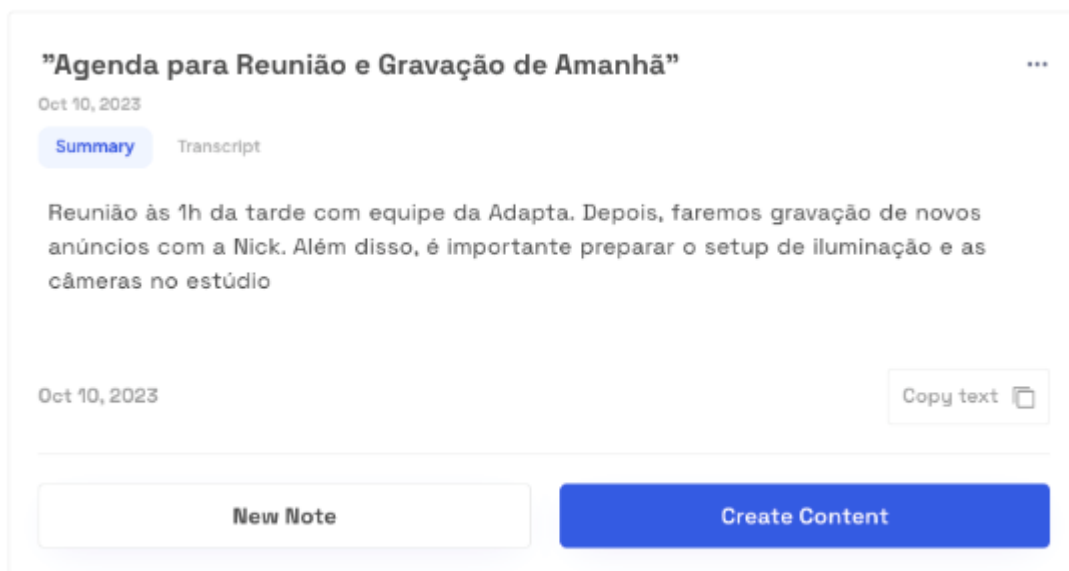 "Agenda para Reunião e Gravação de Amanhã"
Oct 10, 2023
Summary Transcript
Reunião às 1h da tarde com equipe da Adapta. Depois, faremos gravação de novos
anúncios com a Nick. Além disso, é importante preparar o setup de iluminação e as
câmeras no estúdio
Oct 10, 2023 Copy text
New Note Create Content